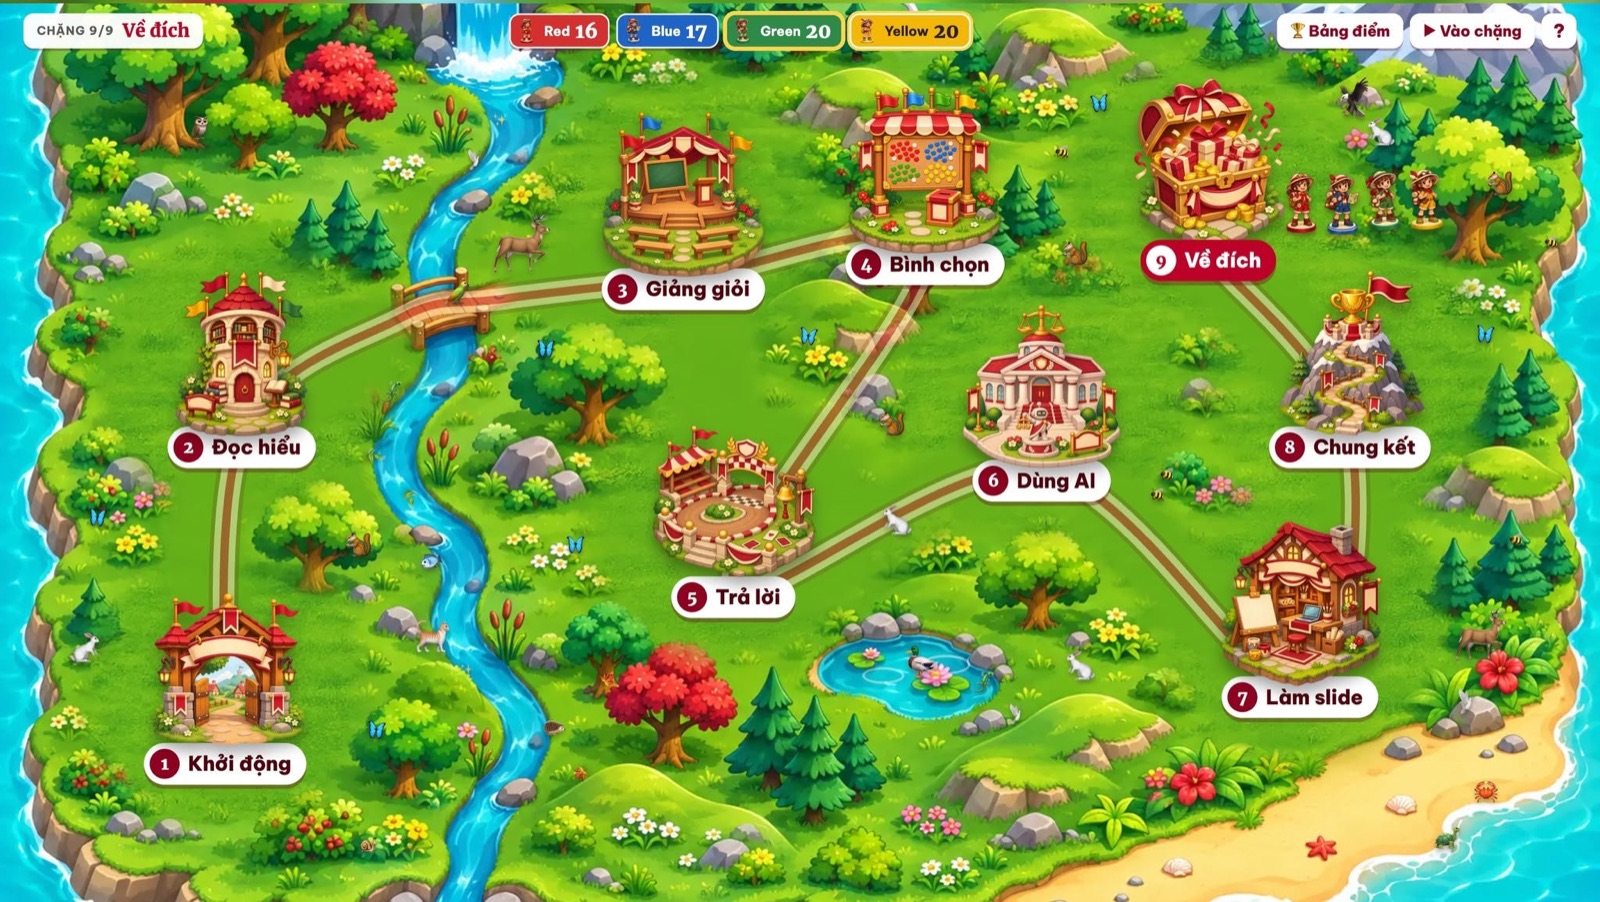 CHẶNG 9/9 Về đích
Red 16
Blue 17
Green 20
Yellow 20
Bảng điểm
Vào chặng
?
3 Giảng giỏi
4 Bình chọn
9 Về đích
2 Đọc hiểu
6 Dùng AI
8 Chung kết
5 Trả lời
7 Làm slide
1 Khởi động